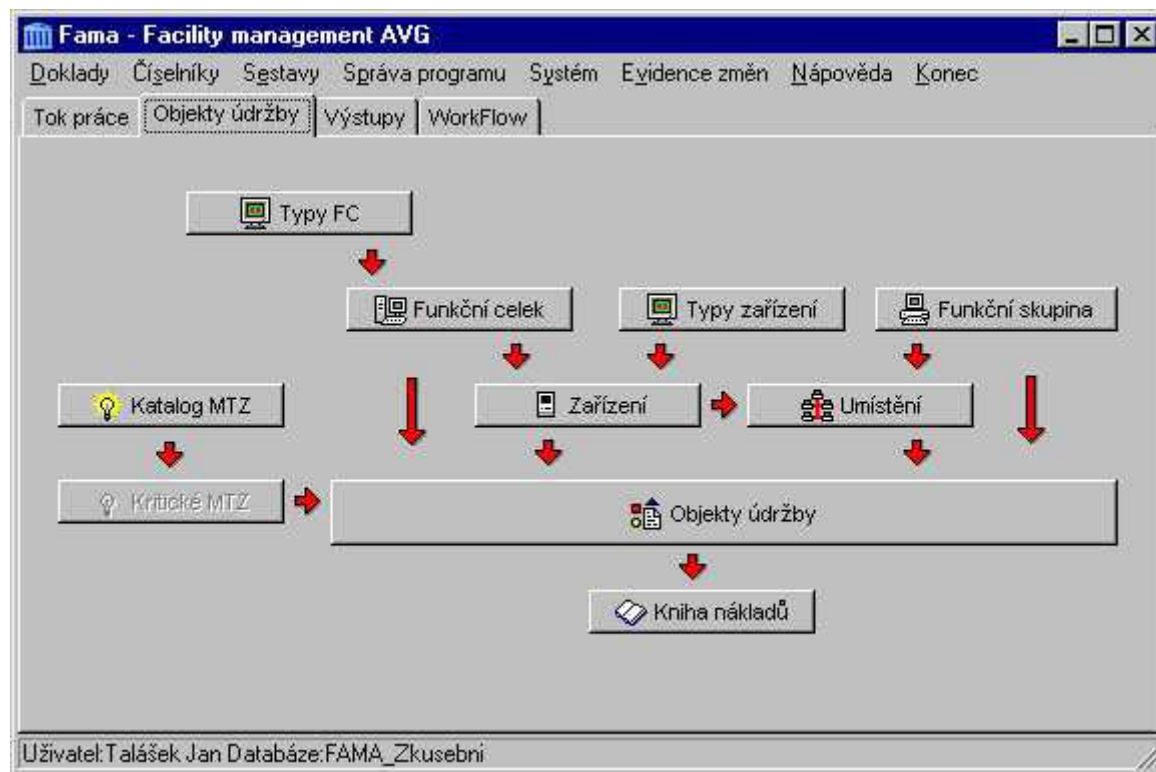 Fama - Facility management AVG
Doklady Číselníky Sestavy Správa programu Systém Evidence změn Nápověda Konec
Tok práce Objekty údržby Výstupy WorkFlow
Typy FC
Funkční celek Typy zařízení Funkční skupina
Katalog MTZ Zařízení Umístění
Kritické MTZ Objekty údržby
Kniha nákladů
Uživatel:Talášek Jan Databáze:FAMA_Zkusebni